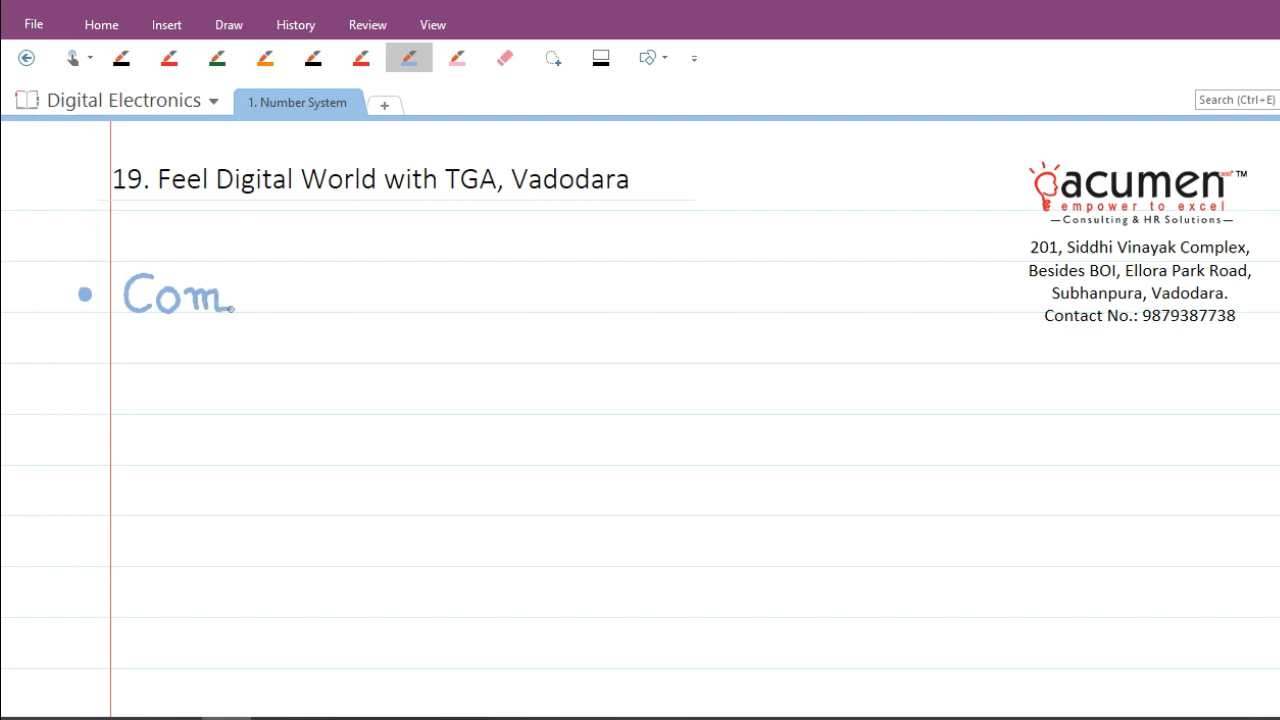 File Home Insert Draw History Review View
Digital Electronics 1. Number System +
Search (Ctrl+E)
19. Feel Digital World with TGA, Vadodara
acumen ™
empower to excel
—Consulting & HR Solutions—
201, Siddhi Vinayak Complex,
Besides BOI, Ellora Park Road,
Subhanpura, Vadodara.
Contact No.: 9879387738
• Com